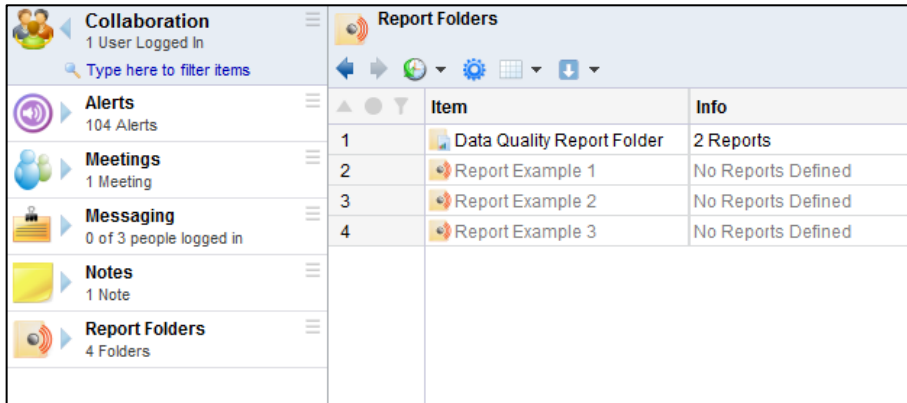 Collaboration
1 User Logged In
Type here to filter items
Alerts
104 Alerts
Meetings
1 Meeting
Messaging
0 of 3 people logged in
Notes
1 Note
Report Folders
4 Folders
Report Folders
Item Info
1 Data Quality Report Folder 2 Reports
2 Report Example 1 No Reports Defined
3 Report Example 2 No Reports Defined
4 Report Example 3 No Reports Defined